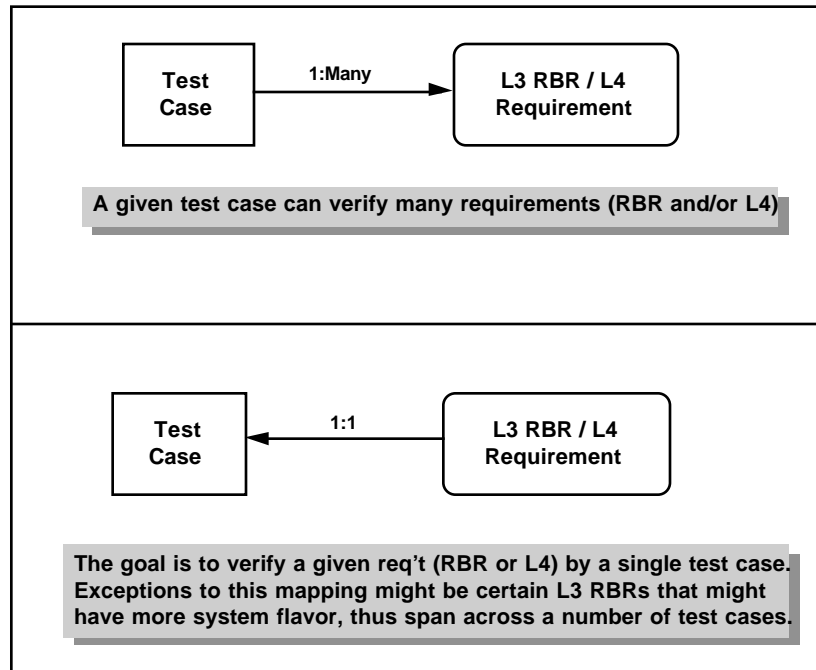 Test
Case
1:Many
L3 RBR / L4
Requirement
A given test case can verify many requirements (RBR and/or L4)
Test
Case
1:1
L3 RBR / L4
Requirement
The goal is to verify a given req’t (RBR or L4) by a single test case.
Exceptions to this mapping might be certain L3 RBRs that might
have more system flavor, thus span across a number of test cases.